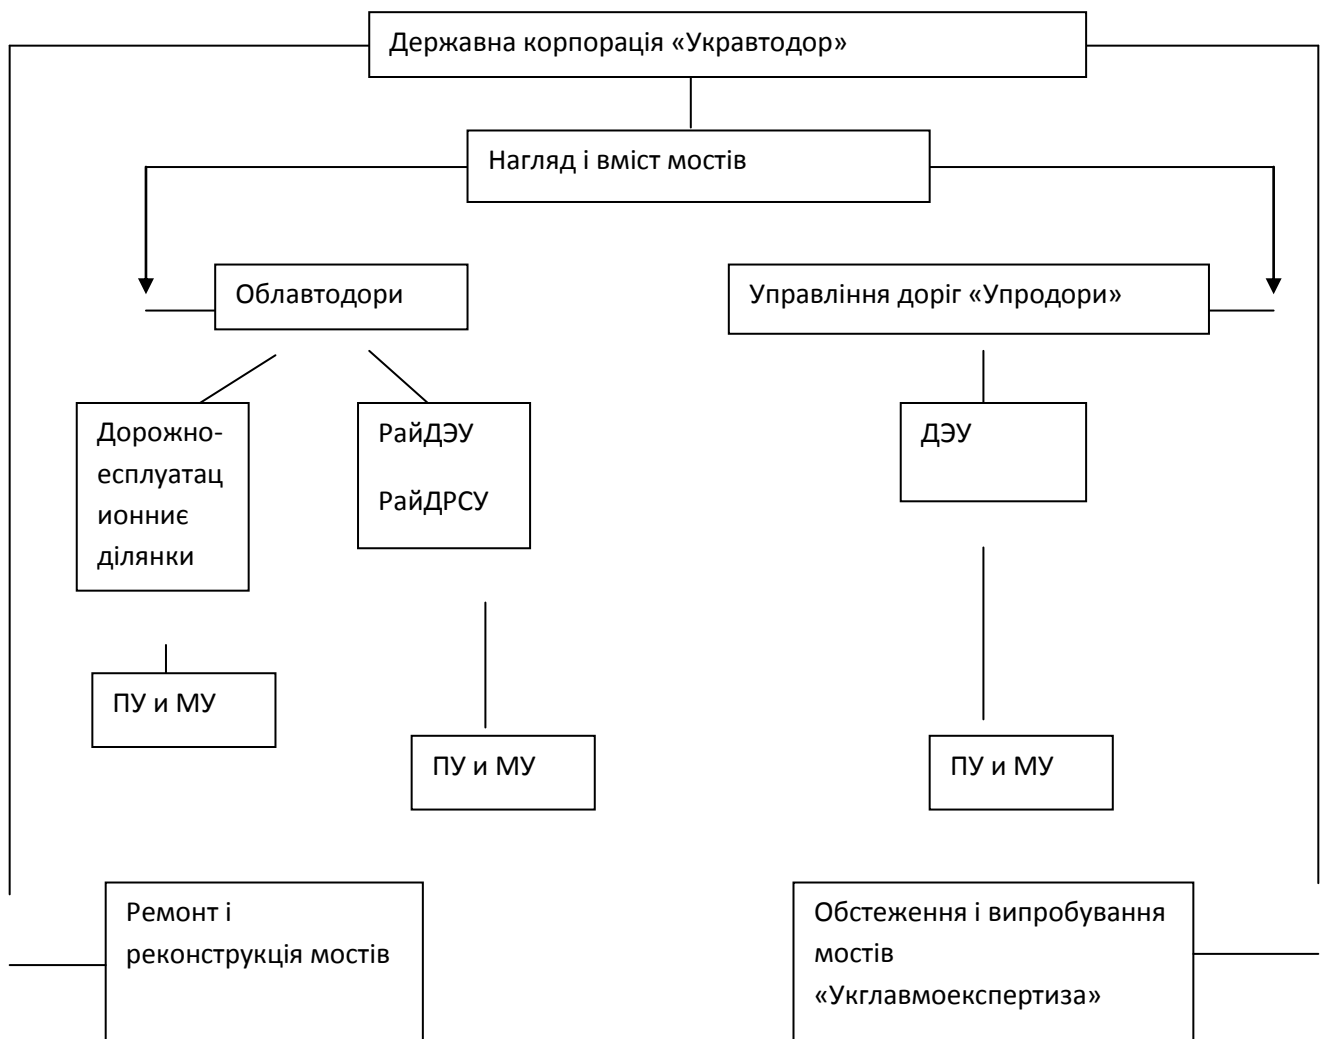 Державна корпорація «Укравтодор»
Нагляд і вміст мостів
Облавтодори
Управління доріг «Упродори»
Дорожно-
есплуатац
ионниє
ділянки
РайДЭУ
РайДРСУ
ДЭУ
ПУ и МУ
ПУ и МУ
ПУ и МУ
Ремонт і
реконструкція мостів
Обстеження і випробування
мостів
«Укглавмоекспертиза»